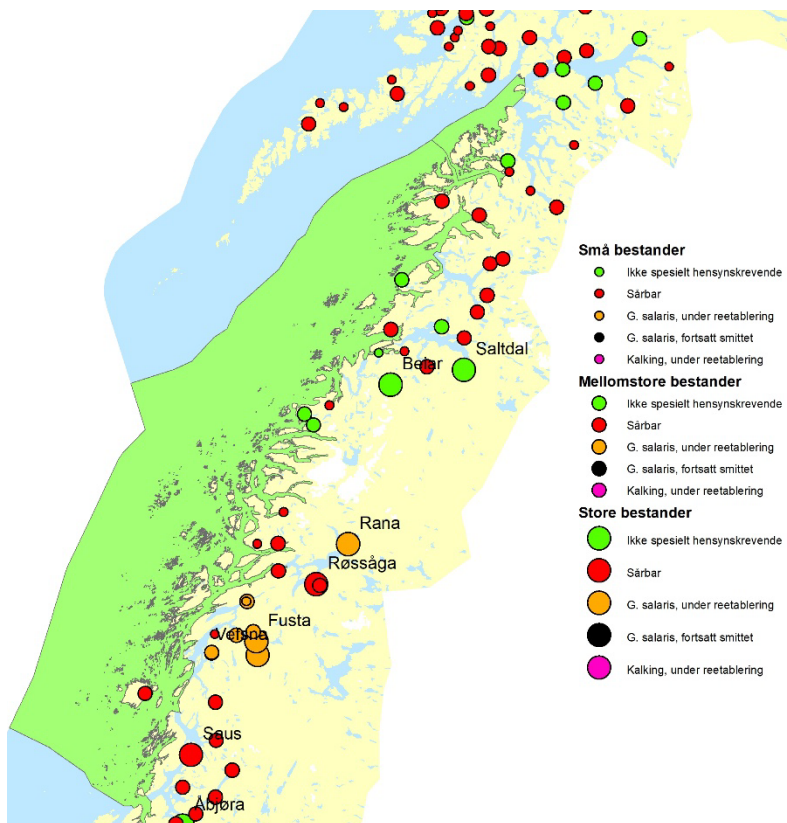 Små bestander
Ikke spesielt hensynskrevende
Sårbar
G. salaris, under reetablering
G. salaris, fortsatt smittet
Kalking, under reetablering
Mellomstore bestander
Ikke spesielt hensynskrevende
Sårbar
G. salaris, under reetablering
G. salaris, fortsatt smittet
Kalking, under reetablering
Store bestander
Ikke spesielt hensynskrevende
Sårbar
G. salaris, under reetablering
G. salaris, fortsatt smittet
Kalking, under reetablering
Saltdal
Beiar
Rana
Røssåga
Fusta
Vefsna
Saus
Åbjøra